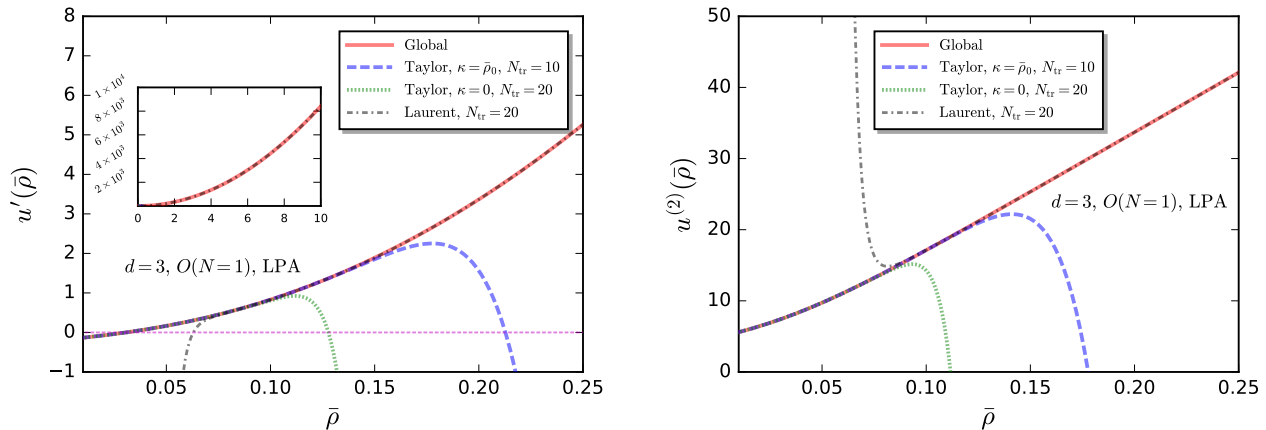 8
7
6
5
4
3
2
1
0
−1
u′(ρ̄)
0.05 0.10 0.15 0.20 0.25
ρ̄
Global
Taylor, κ = ρ̄₀, N_tr = 10
Taylor, κ = 0, N_tr = 20
Laurent, N_tr = 20
1 × 10⁴
8 × 10³
6 × 10³
4 × 10³
2 × 10³
0 2 4 6 8 10
d = 3, O(N = 1), LPA
50
40
30
20
10
0
u⁽²⁾(ρ̄)
0.05 0.10 0.15 0.20 0.25
ρ̄
Global
Taylor, κ = ρ̄₀, N_tr = 10
Taylor, κ = 0, N_tr = 20
Laurent, N_tr = 20
d = 3, O(N = 1), LPA